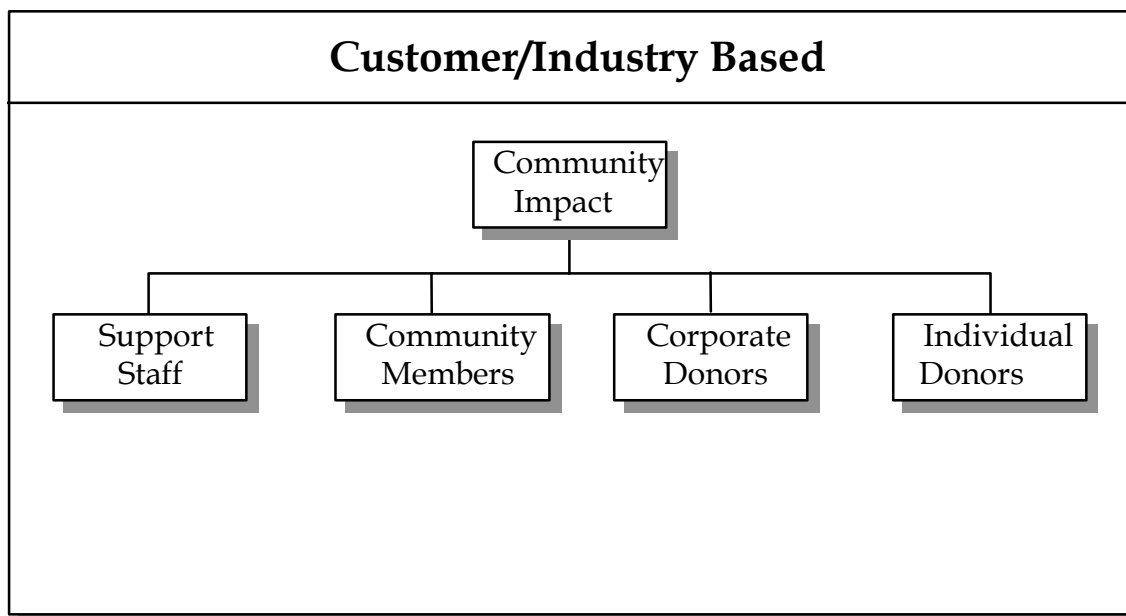 Customer/Industry Based
Community
Impact
Support
Staff
Community
Members
Corporate
Donors
Individual
Donors